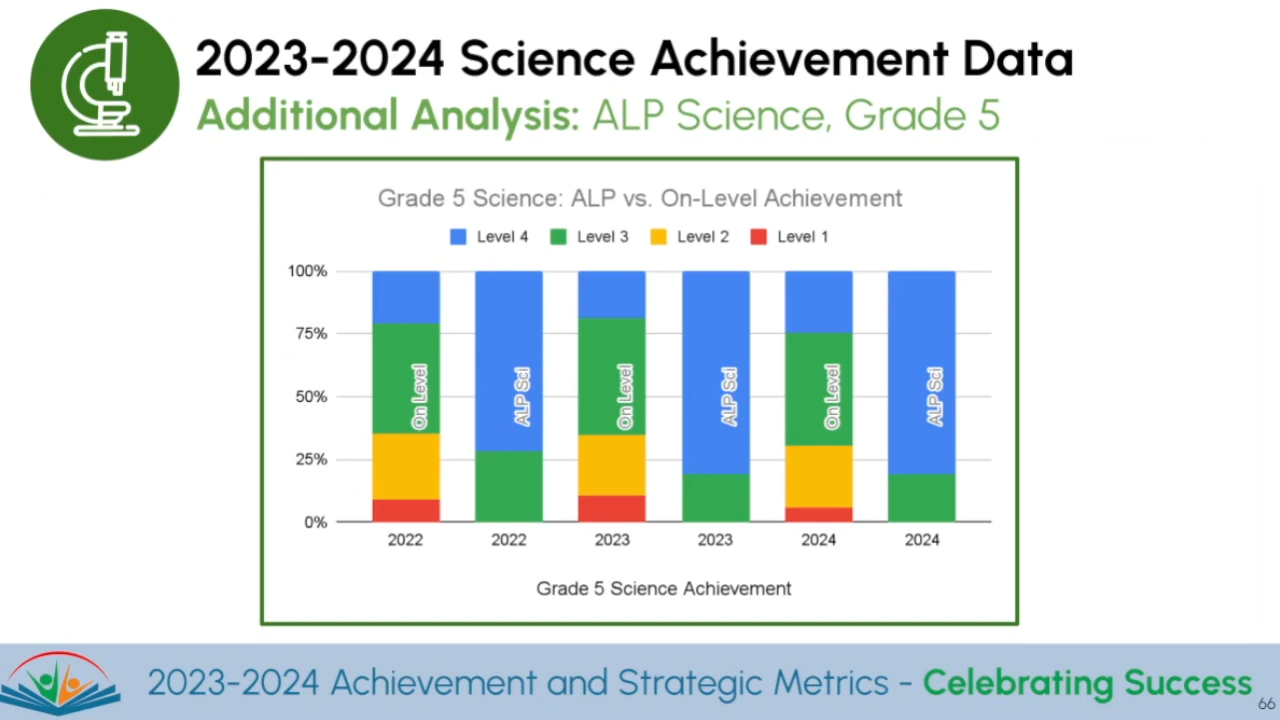 2023-2024 Science Achievement Data
Additional Analysis: ALP Science, Grade 5
Grade 5 Science: ALP vs. On-Level Achievement
Level 4 Level 3 Level 2 Level 1
100%
75%
50%
25%
0%
On Level ALP Sci On Level ALP Sci On Level ALP Sci
2022 2022 2023 2023 2024 2024
Grade 5 Science Achievement
2023-2024 Achievement and Strategic Metrics - Celebrating Success
66